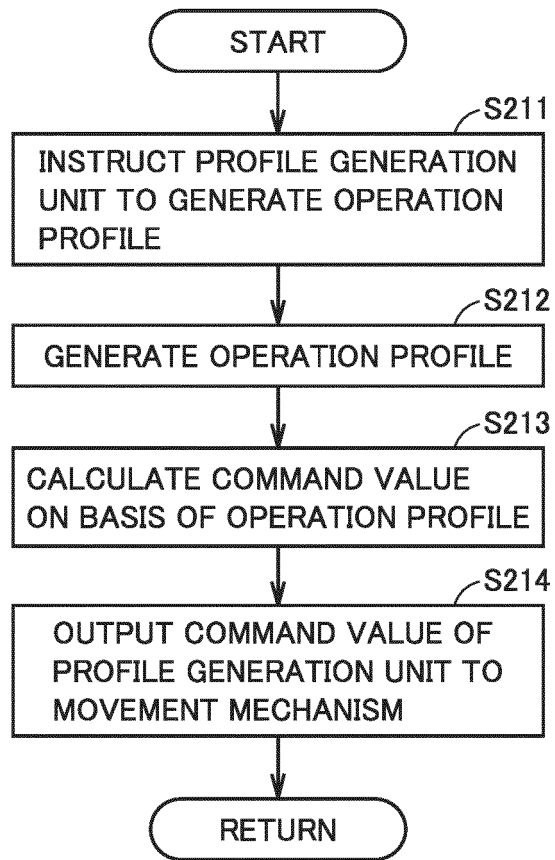 START
S211
INSTRUCT PROFILE GENERATION
UNIT TO GENERATE OPERATION
PROFILE
S212
GENERATE OPERATION PROFILE
S213
CALCULATE COMMAND VALUE
ON BASIS OF OPERATION PROFILE
S214
OUTPUT COMMAND VALUE OF
PROFILE GENERATION UNIT TO
MOVEMENT MECHANISM
RETURN